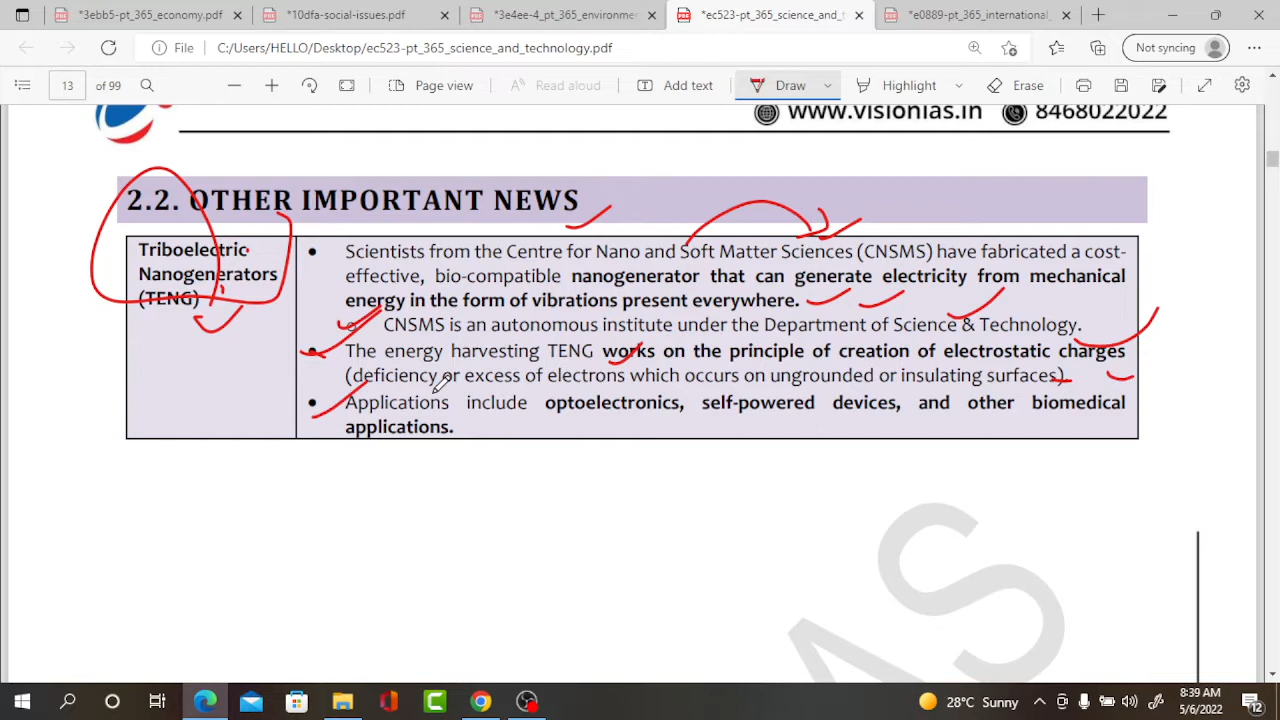 *3ebb5-pt_365_economy.pdf
*10dfa-social-issues.pdf
*3e4ee-4_pt_365_environme
*ec523-pt_365_science_and_t
*e0889-pt_365_international_
File
C:/Users/HELLO/Desktop/ec523-pt_365_science_and_technology.pdf
Not syncing
13 of 99
Page view
Read aloud
Add text
Draw
Highlight
Erase
www.visionias.in 8468022022
2.2. OTHER IMPORTANT NEWS
Triboelectric
Nanogenerators
(TENG)
• Scientists from the Centre for Nano and Soft Matter Sciences (CNSMS) have fabricated a cost-
effective, bio-compatible nanogenerator that can generate electricity from mechanical
energy in the form of vibrations present everywhere.
o CNSMS is an autonomous institute under the Department of Science & Technology.
• The energy harvesting TENG works on the principle of creation of electrostatic charges
(deficiency or excess of electrons which occurs on ungrounded or insulating surfaces).
• Applications include optoelectronics, self-powered devices, and other biomedical
applications.
MS
28°C Sunny
8:39 AM
5/6/2022
12